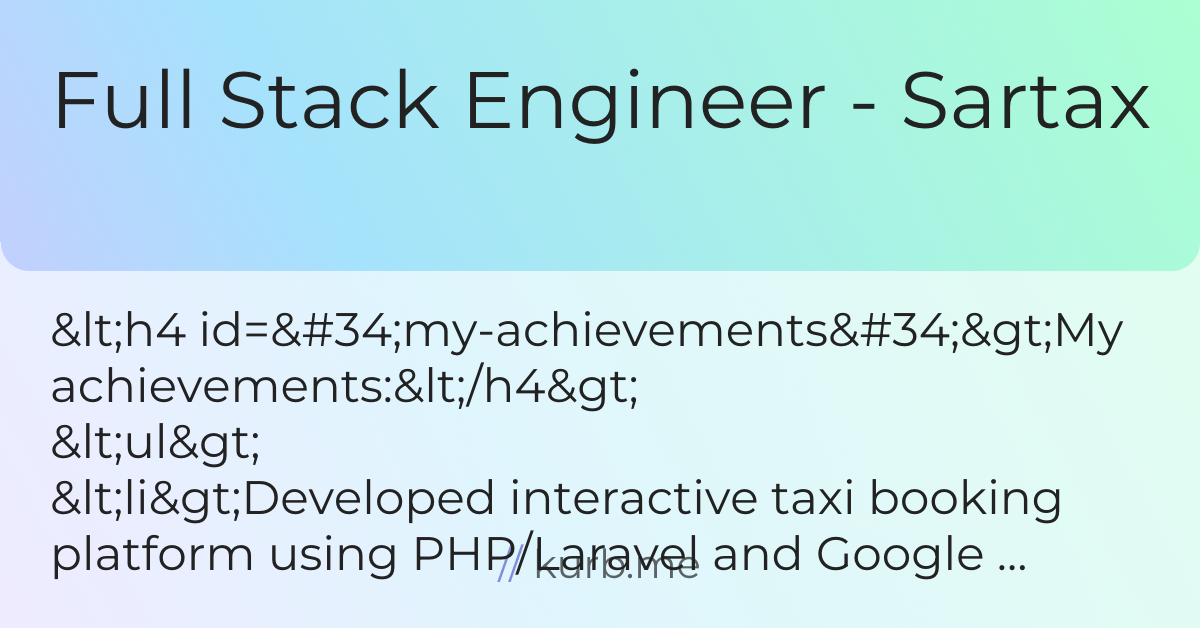 Full Stack Engineer - Sartax
&lt;h4 id=&#34;my-achievements&#34;&gt;My
achievements:&lt;/h4&gt;
&lt;ul&gt;
&lt;li&gt;Developed interactive taxi booking
platform using PHP/Laravel and Google ...
// kurb.me